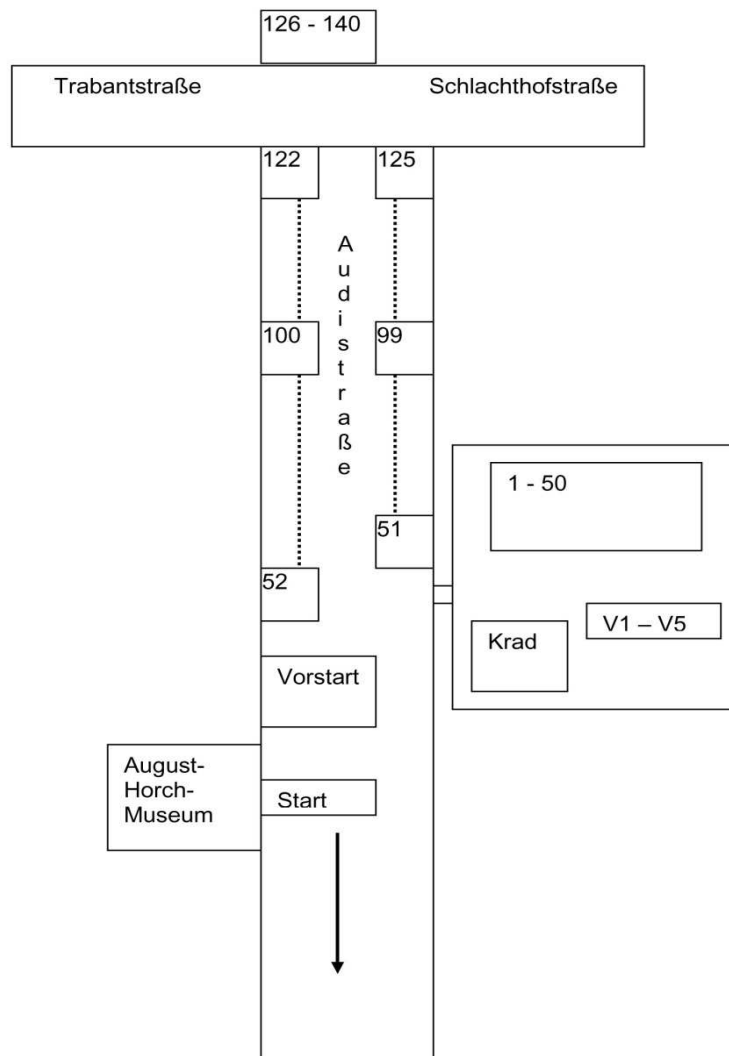 126 - 140
Trabantstraße
Schlachthofstraße
122
125
Audistraße
100
99
1 - 50
51
52
V1 – V5
Krad
Vorstart
August-
Horch-
Museum
Start